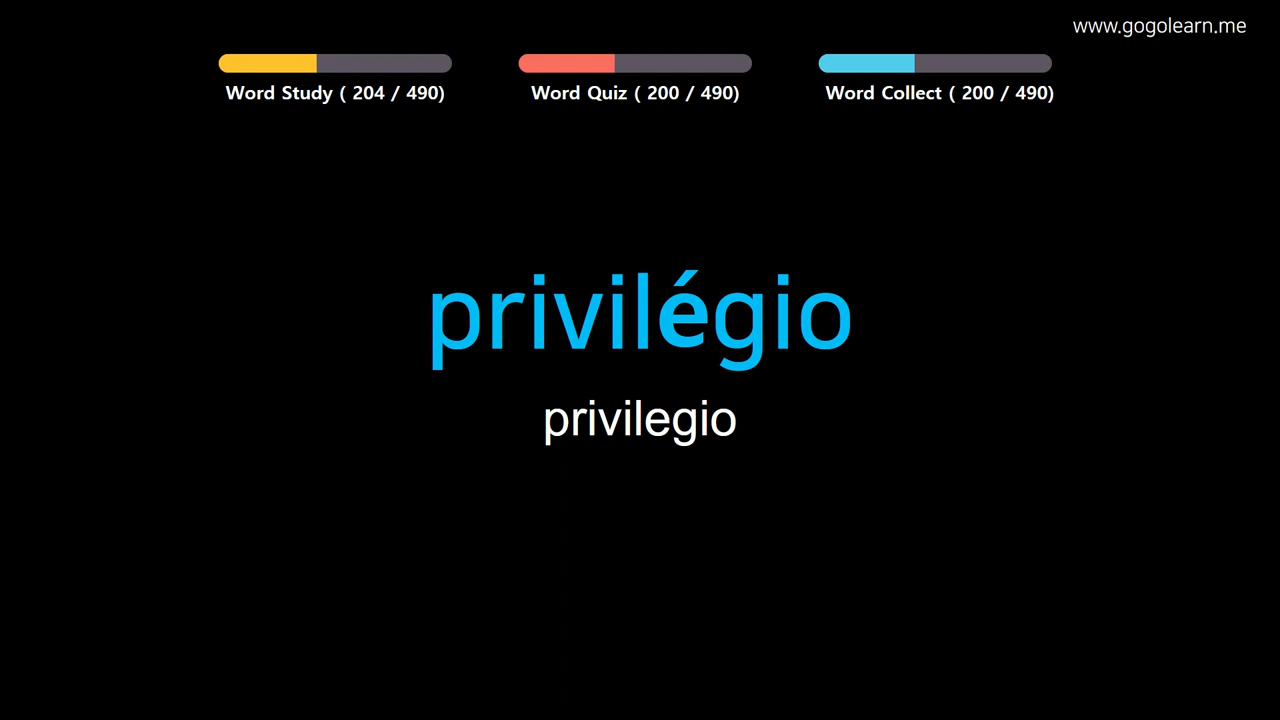 www.gogolearn.me
Word Study ( 204 / 490)
Word Quiz ( 200 / 490)
Word Collect ( 200 / 490)
privilégio
privilegio